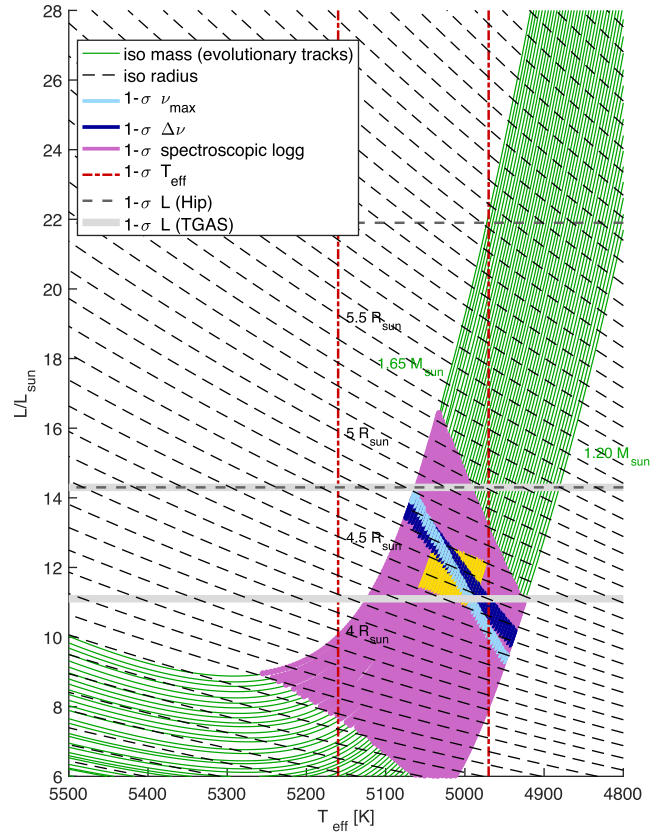 28
26
24
22
20
18
16
14
12
10
8
6
L/L_sun
iso mass (evolutionary tracks)
iso radius
1-σ ν_max
1-σ Δν
1-σ spectroscopic logg
1-σ T_eff
1-σ L (Hip)
1-σ L (TGAS)
5.5 R_sun
1.65 M_sun
5 R_sun
1.20 M_sun
4.5 R_sun
4 R_sun
5500 5400 5300 5200 5100 5000 4900 4800
T_eff [K]